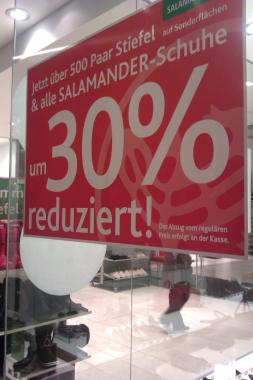 SALAMAN
auf Sonderflächen
Jetzt über 500 Paar Stiefel
& alle SALAMANDER-Schuhe
um 30%
reduziert!
Der Abzug vom regulären
Preis erfolgt an der Kasse.